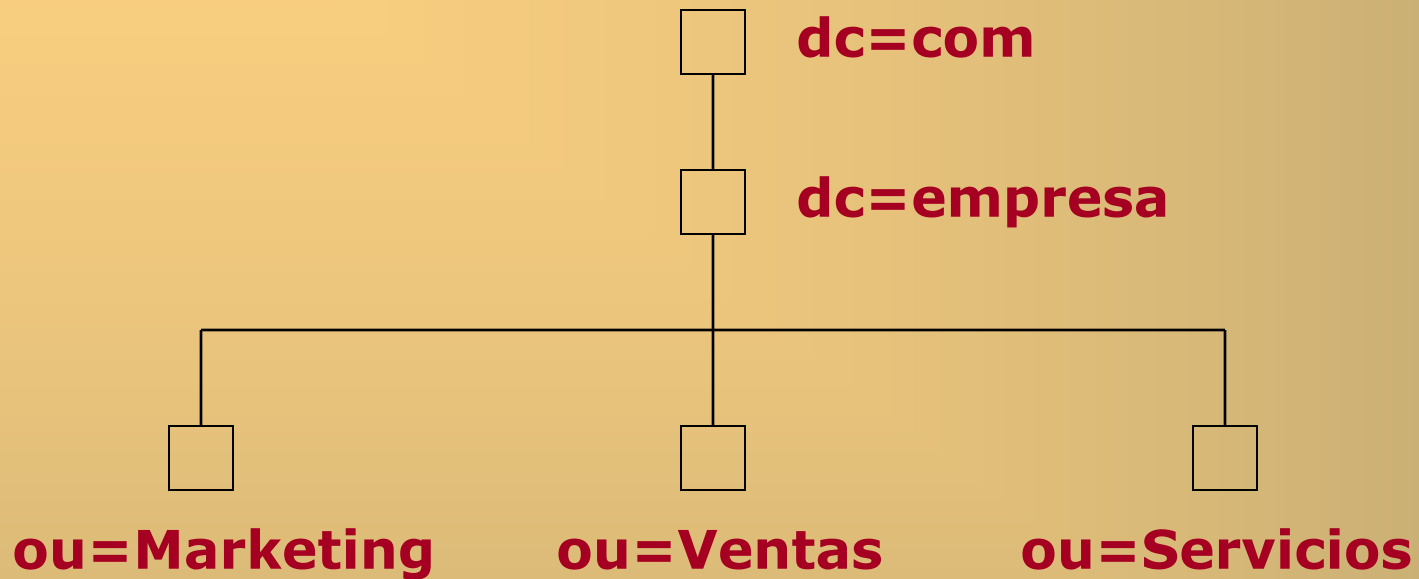 dc=com
dc=empresa
ou=Marketing
ou=Ventas
ou=Servicios